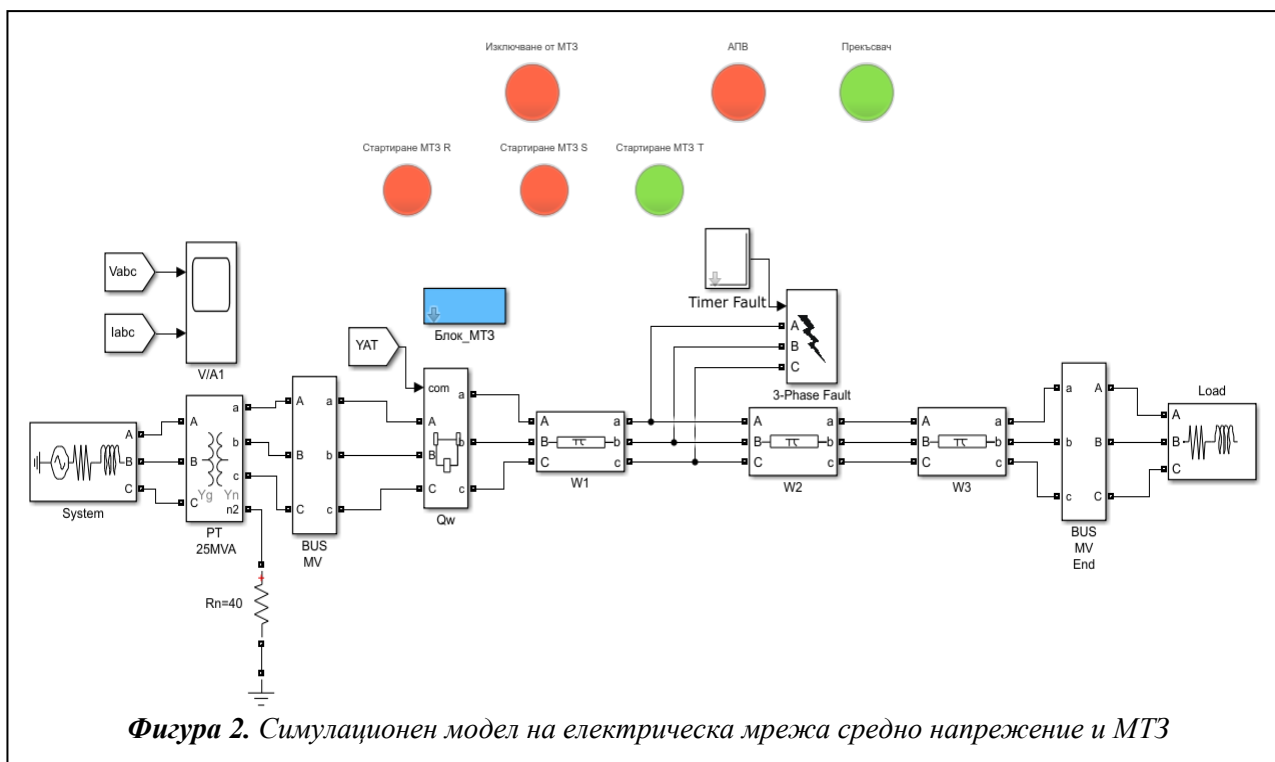 Изключване от МТЗ
АПВ
Прекъсвач
Стартиране МТЗ R
Стартиране МТЗ S
Стартиране МТЗ T
Vabc
Iabc
V/A1
YAT
Блок_МТЗ
Timer Fault
A
B
C
3-Phase Fault
A
B
C
System
A
B
C
a
b
c
n2
Yg Yn
PT
25MVA
Rn=40
A
B
C
a
b
c
BUS
MV
com
A
B
C
a
b
c
Qw
A
B
C
a
b
c
W1
A
B
C
a
b
c
W2
A
B
C
a
b
c
W3
a
b
c
A
B
C
BUS
MV
End
Load
A
B
C
Фигура 2. Симулационен модел на електрическа мрежа средно напрежение и МТЗ